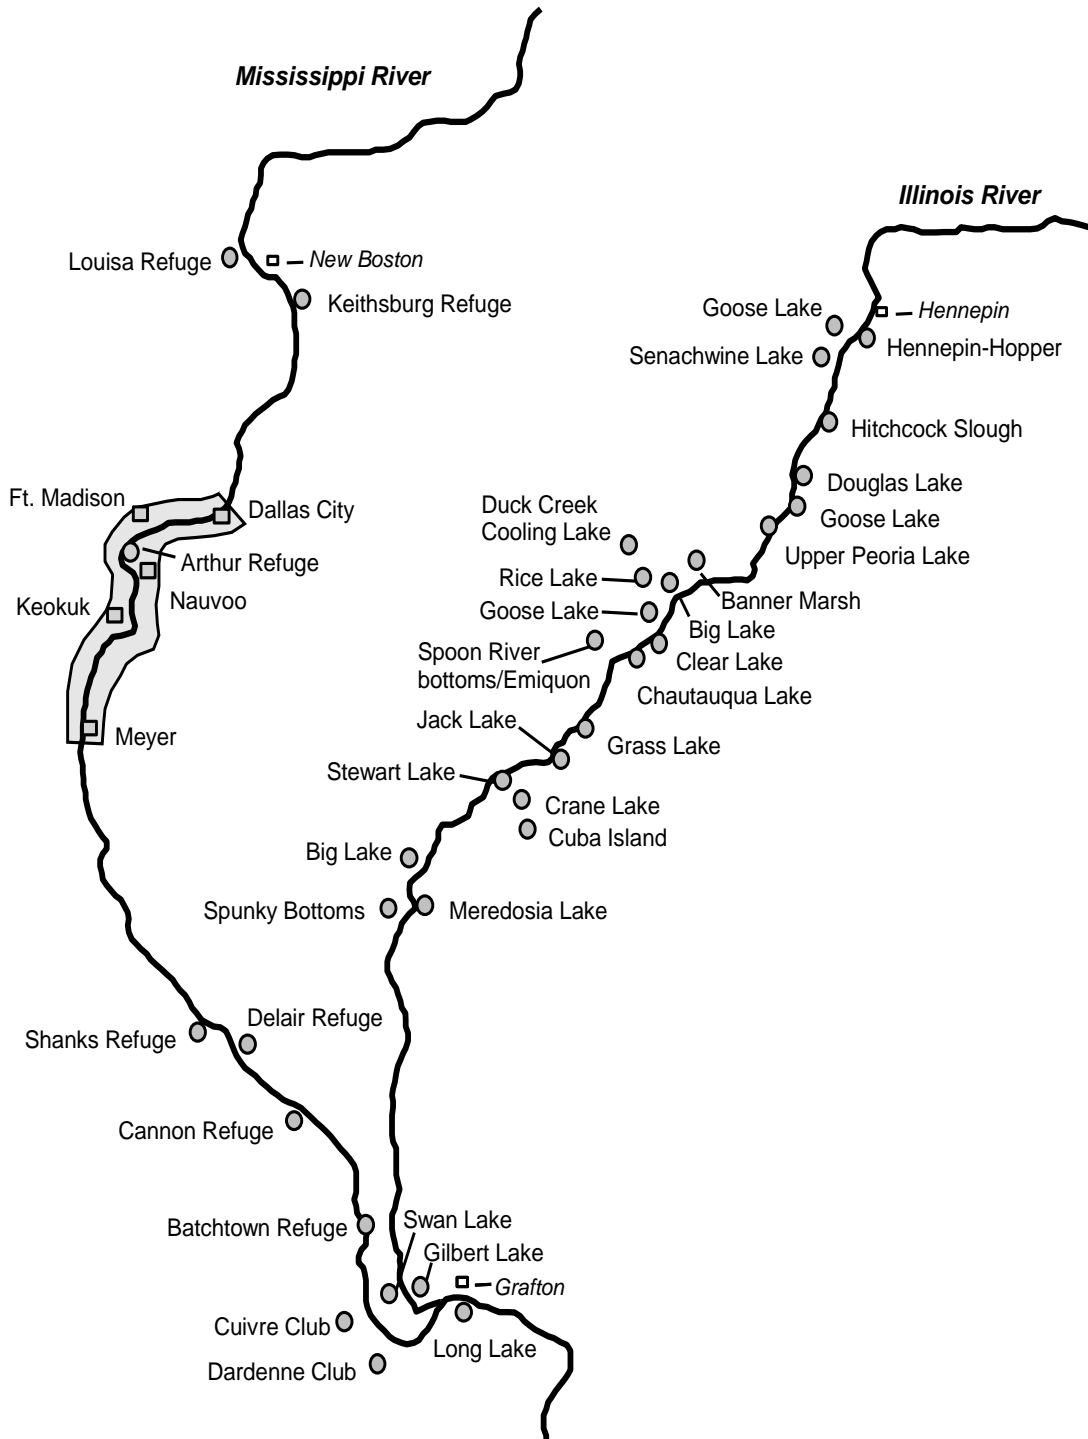 Mississippi River
Illinois River
Louisa Refuge
New Boston
Keithsburg Refuge
Goose Lake
Hennepin
Senachwine Lake
Hennepin-Hopper
Hitchcock Slough
Ft. Madison
Dallas City
Duck Creek
Cooling Lake
Douglas Lake
Goose Lake
Arthur Refuge
Upper Peoria Lake
Rice Lake
Nauvoo
Banner Marsh
Keokuk
Goose Lake
Big Lake
Spoon River
bottoms/Emiquon
Clear Lake
Chautauqua Lake
Jack Lake
Meyer
Grass Lake
Stewart Lake
Crane Lake
Cuba Island
Big Lake
Spunky Bottoms
Meredosia Lake
Delair Refuge
Shanks Refuge
Cannon Refuge
Swan Lake
Batchtown Refuge
Gilbert Lake
Grafton
Cuivre Club
Long Lake
Dardenne Club